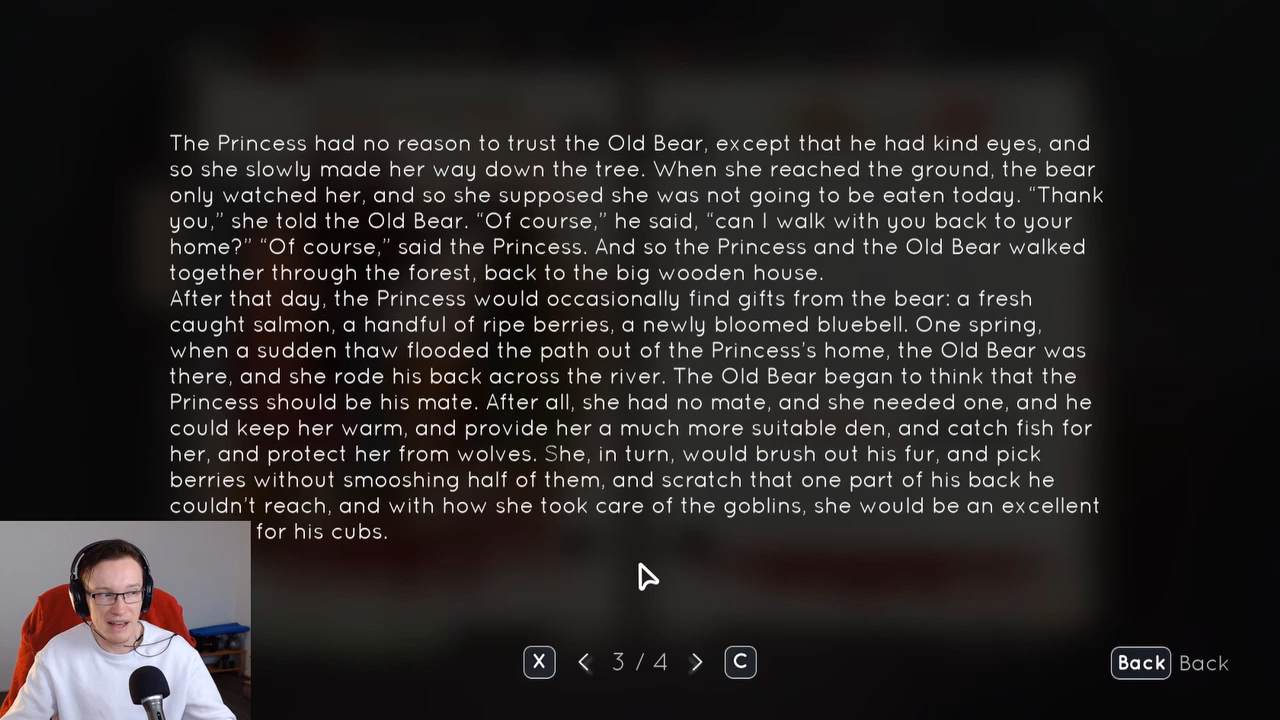 The Princess had no reason to trust the Old Bear, except that he had kind eyes, and
so she slowly made her way down the tree. When she reached the ground, the bear
only watched her, and so she supposed she was not going to be eaten today. “Thank
you,” she told the Old Bear. “Of course,” he said, “can I walk with you back to your
home?” “Of course,” said the Princess. And so the Princess and the Old Bear walked
together through the forest, back to the big wooden house.
After that day, the Princess would occasionally find gifts from the bear: a fresh
caught salmon, a handful of ripe berries, a newly bloomed bluebell. One spring,
when a sudden thaw flooded the path out of the Princess’s home, the Old Bear was
there, and she rode his back across the river. The Old Bear began to think that the
Princess should be his mate. After all, she had no mate, and she needed one, and he
could keep her warm, and provide her a much more suitable den, and catch fish for
her, and protect her from wolves. She, in turn, would brush out his fur, and pick
berries without smooshing half of them, and scratch that one part of his back he
couldn’t reach, and with how she took care of the goblins, she would be an excellent
for his cubs.
X < 3 / 4 > C
Back Back